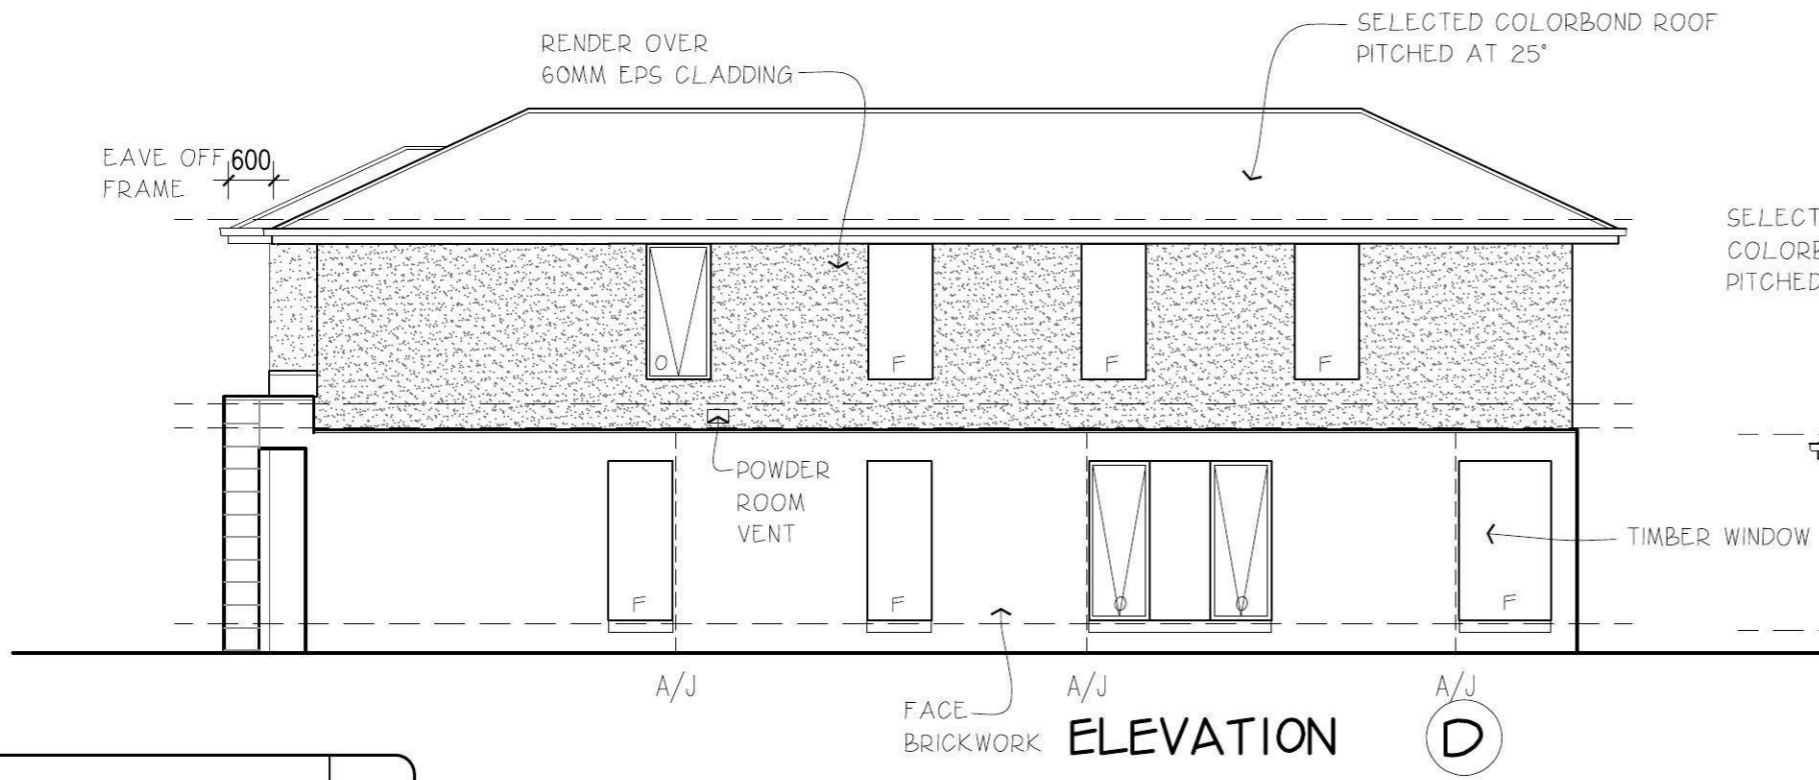 RENDER OVER
60MM EPS CLADDING
SELECTED COLORBOND ROOF
PITCHED AT 25°
EAVE OFF 600
FRAME
SELECT
COLORB
PITCHED
O
F
F
F
POWDER
ROOM
VENT
TIMBER WINDOW
F
F
O
O
F
A/J
A/J
A/J
FACE
BRICKWORK
ELEVATION D